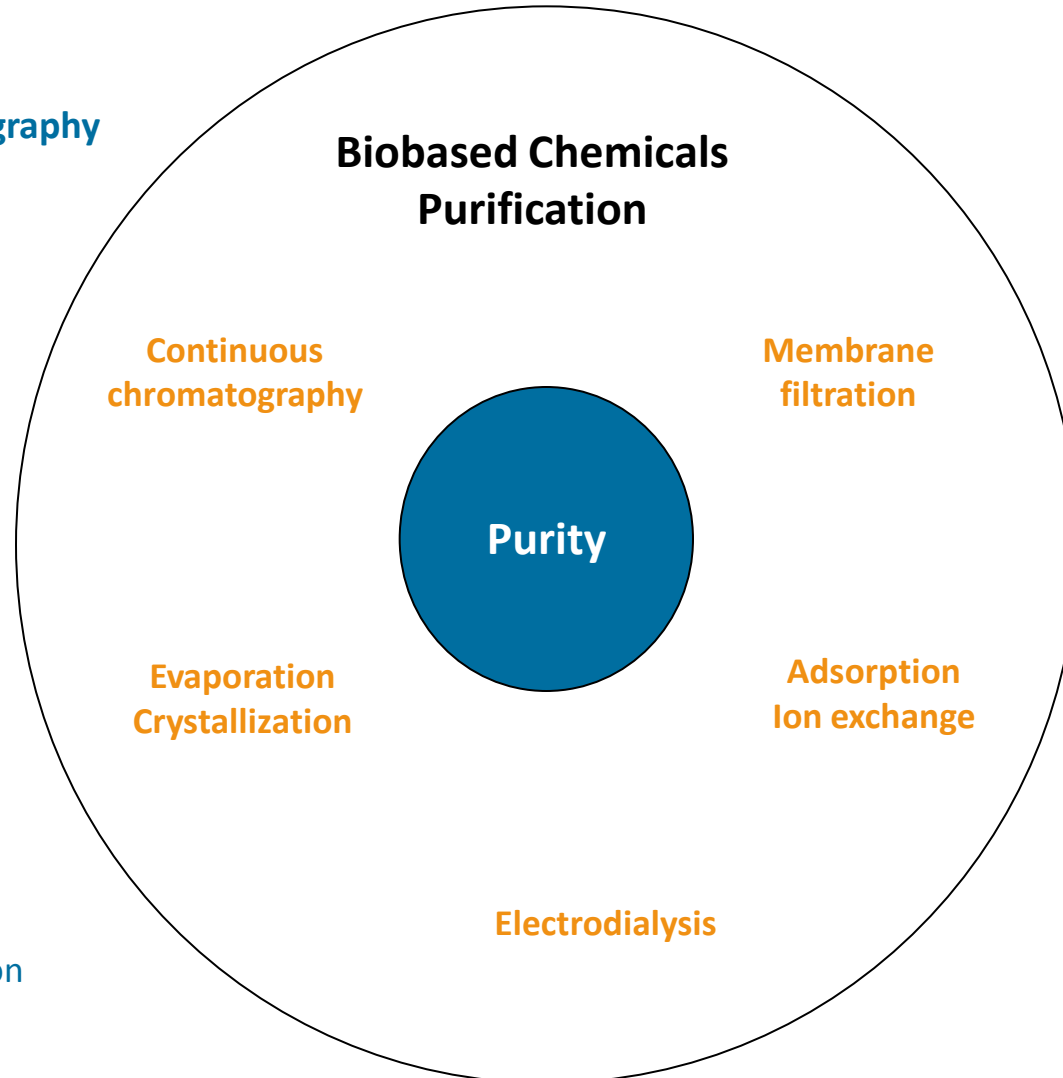 graphy
Biobased Chemicals
Purification
Continuous
chromatography
Membrane
filtration
Purity
Evaporation
Crystallization
Adsorption
Ion exchange
Electrodialysis
on